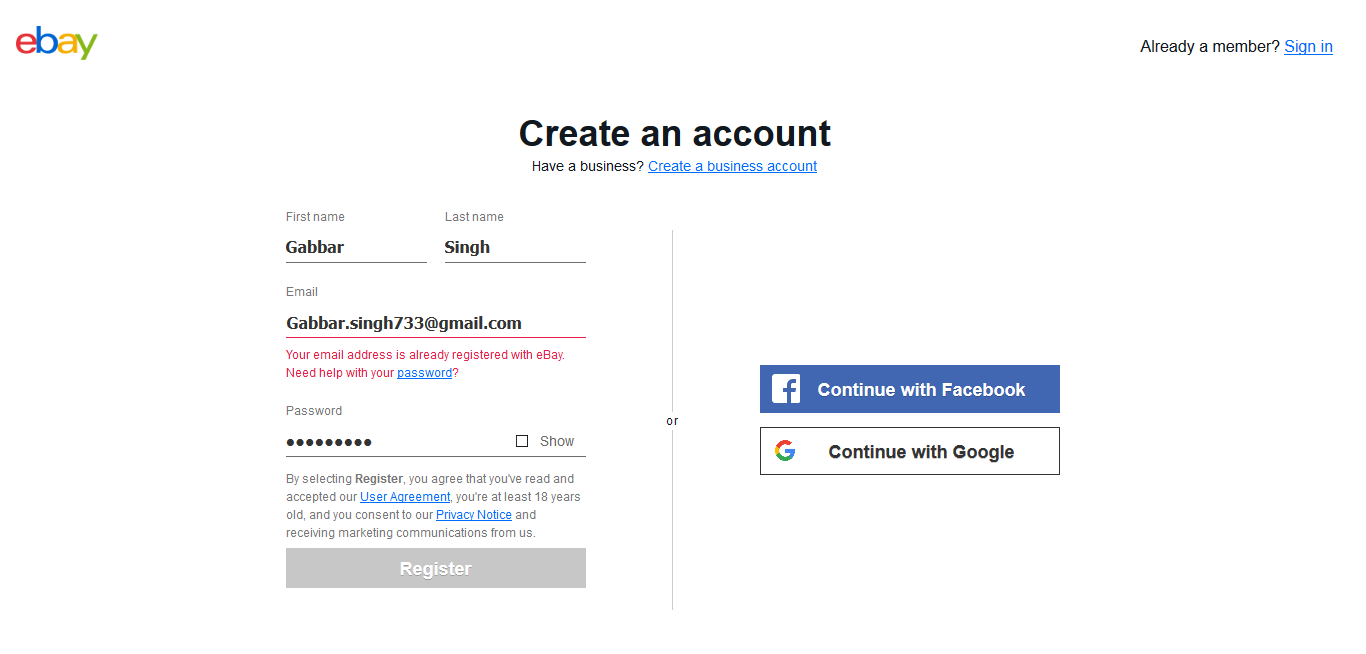 ebay
Already a member? Sign in
Create an account
Have a business? Create a business account
First name
Last name
Gabbar
Singh
Email
Gabbar.singh733@gmail.com
Your email address is already registered with eBay.
Need help with your password?
Password
●●●●●●●●●
Show
By selecting Register, you agree that you've read and
accepted our User Agreement, you're at least 18 years
old, and you consent to our Privacy Notice and
receiving marketing communications from us.
Register
or
Continue with Facebook
Continue with Google